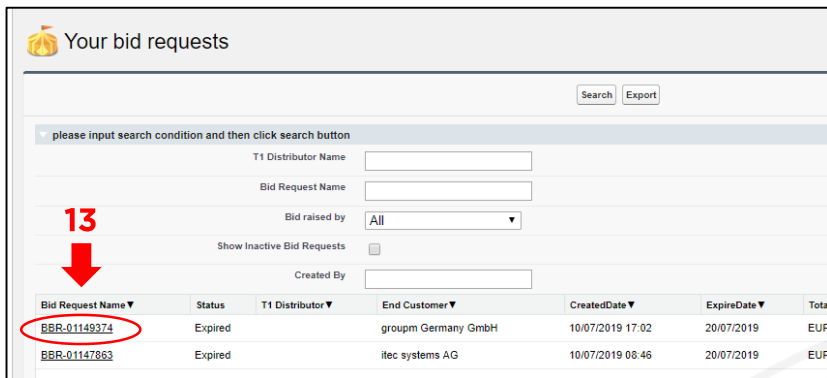 Your bid requests
Search Export
please input search condition and then click search button
T1 Distributor Name
Bid Request Name
Bid raised by All
Show Inactive Bid Requests
Created By
13
Bid Request Name▼ Status T1 Distributor▼ End Customer▼ CreatedDate▼ ExpireDate▼ Tota
BBR-01149374 Expired groupm Germany GmbH 10/07/2019 17:02 20/07/2019 EUR
BBR-01147863 Expired itec systems AG 10/07/2019 08:46 20/07/2019 EUR